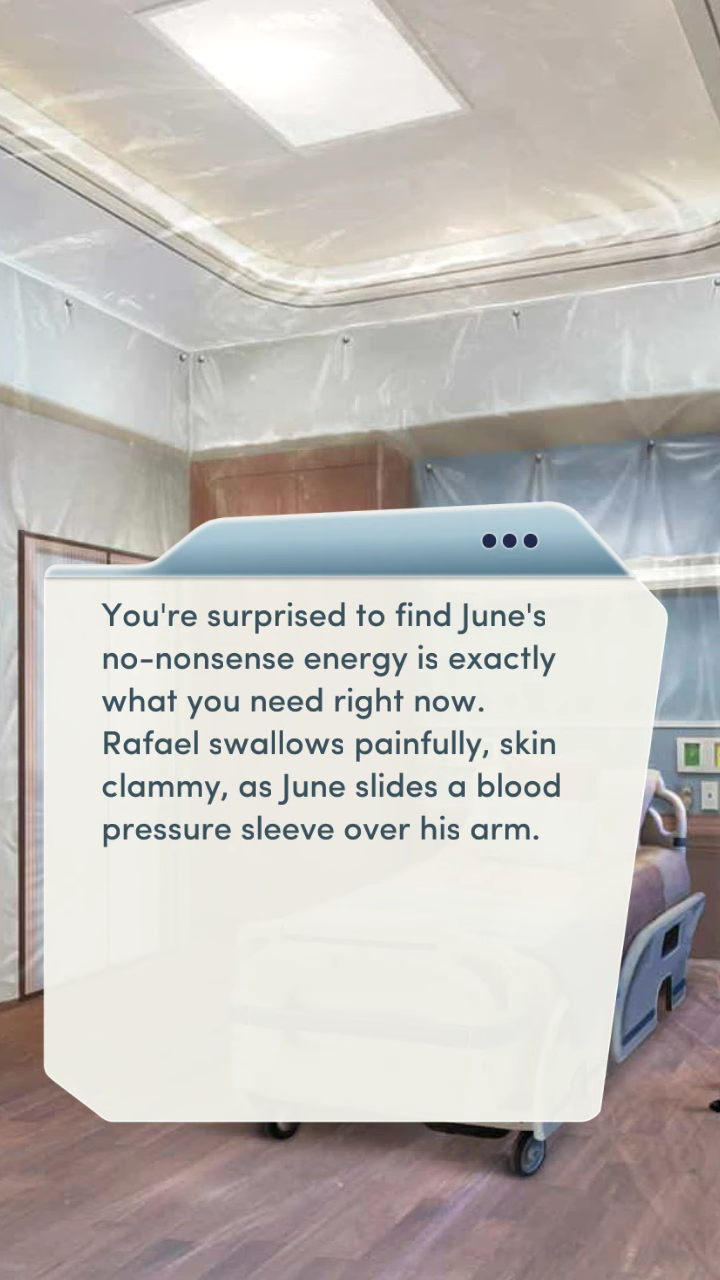 You're surprised to find June's
no-nonsense energy is exactly
what you need right now.
Rafael swallows painfully, skin
clammy, as June slides a blood
pressure sleeve over his arm.